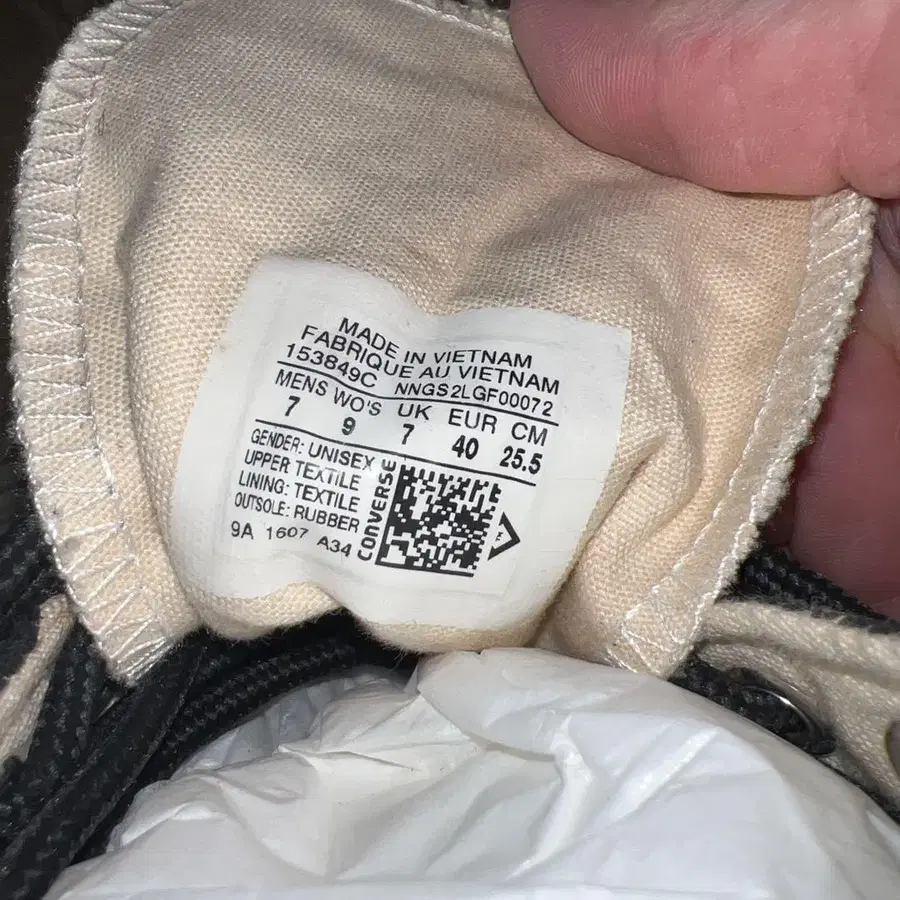 MADE IN VIETNAM
FABRIQUE AU VIETNAM
153849C NNGS2LGF00072
MENS WO'S UK EUR CM
7 9 7 40 25.5
GENDER: UNISEX
UPPER TEXTILE
LINING: TEXTILE
OUTSOLE: RUBBER
9A 1607 A34
CONVERSE
TM